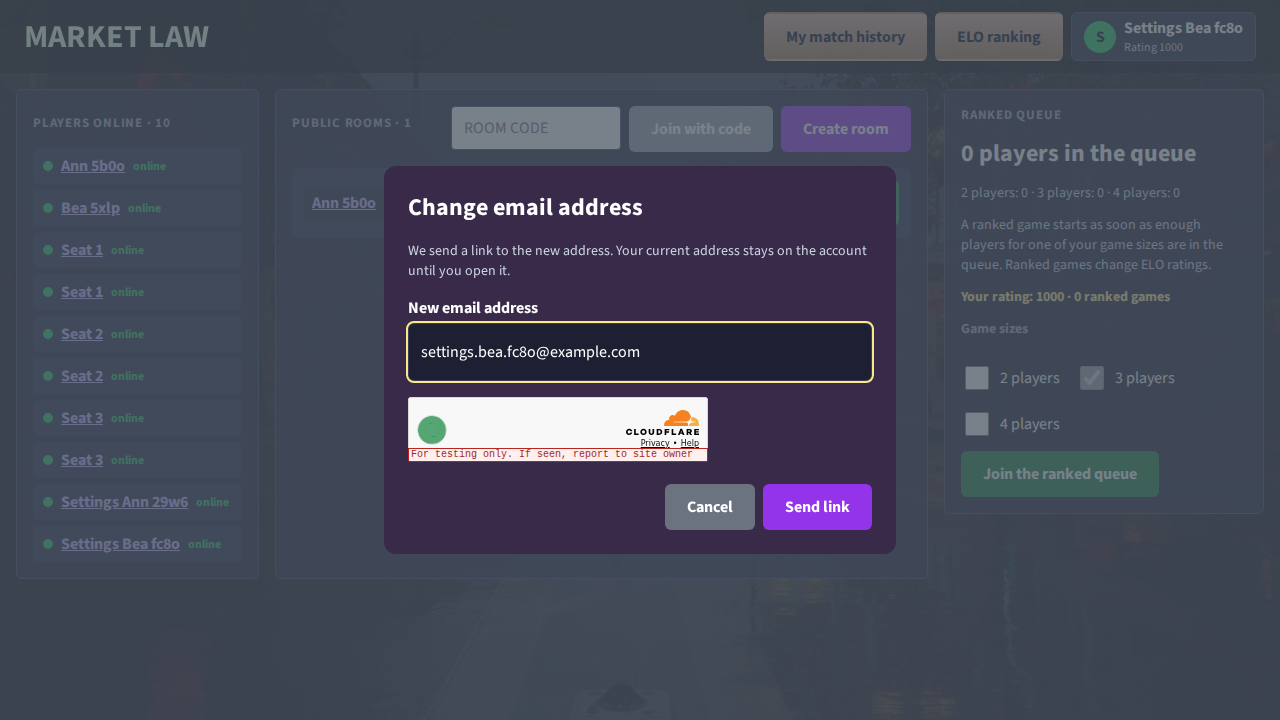 MARKET LAW
My match history
ELO ranking
S
Settings Bea fc8o
Rating 1000
PLAYERS ONLINE · 10
Ann 5b0o online
Bea 5xlp online
Seat 1 online
Seat 1 online
Seat 2 online
Seat 2 online
Seat 3 online
Seat 3 online
Settings Ann 29w6 online
Settings Bea fc8o online
PUBLIC ROOMS · 1
ROOM CODE
Join with code
Create room
Ann 5b0o
Change email address
We send a link to the new address. Your current address stays on the account
until you open it.
New email address
settings.bea.fc8o@example.com
CLOUDFLARE
Privacy • Help
For testing only. If seen, report to site owner
Cancel
Send link
RANKED QUEUE
0 players in the queue
2 players: 0 · 3 players: 0 · 4 players: 0
A ranked game starts as soon as enough
players for one of your game sizes are in the
queue. Ranked games change ELO ratings.
Your rating: 1000 · 0 ranked games
Game sizes
2 players
3 players
4 players
Join the ranked queue